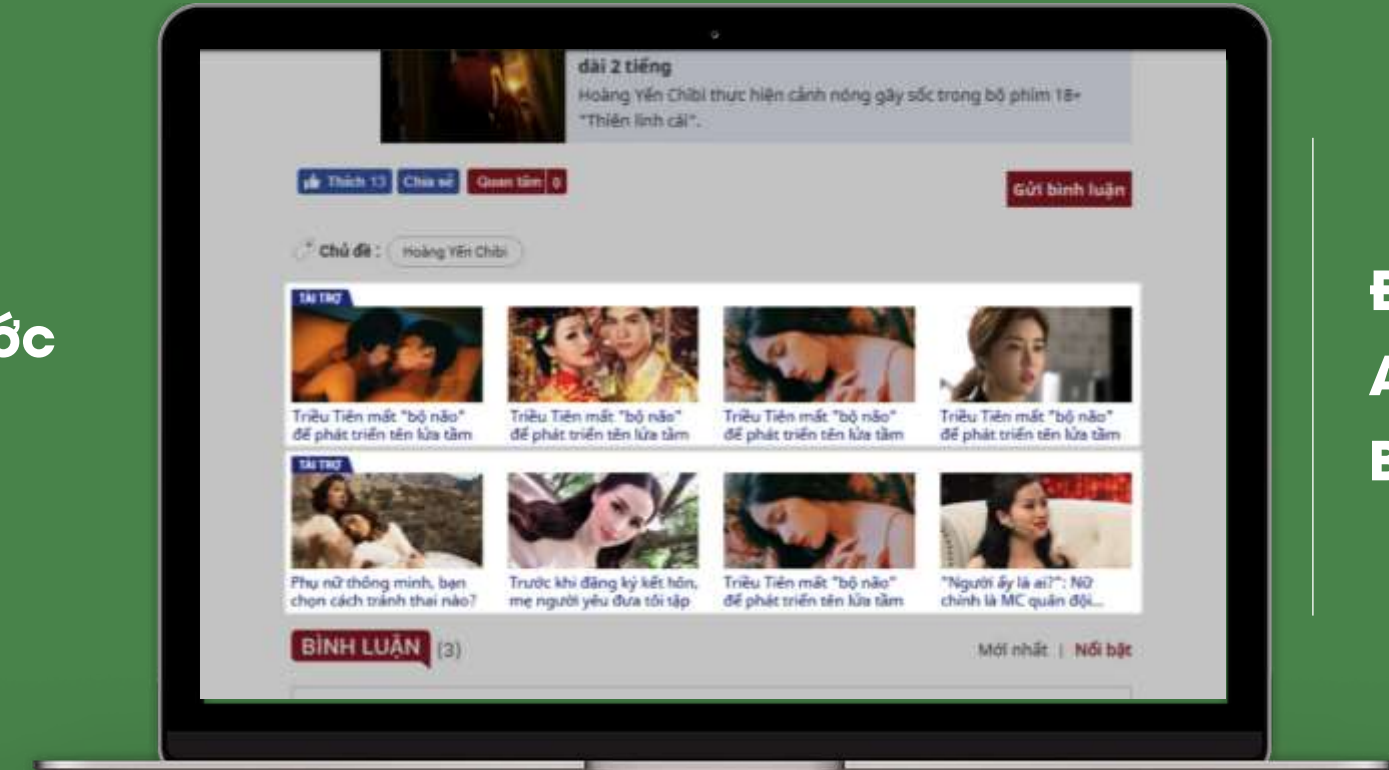 dài 2 tiếng
Hoàng Yến Chibi thực hiện cảnh nóng gây sốc trong bộ phim 18+
"Thiên linh cái".
Thích 13 Chia sẻ Quan tâm 0
Gửi bình luận
Chủ đề : Hoàng Yến Chibi
TÀI TRỢ
Triều Tiên mất "bộ não"
để phát triển tên lửa tầm
Triều Tiên mất "bộ não"
để phát triển tên lửa tầm
Triều Tiên mất "bộ não"
để phát triển tên lửa tầm
Triều Tiên mất "bộ não"
để phát triển tên lửa tầm
TÀI TRỢ
Phụ nữ thông minh, bạn
chọn cách tránh thai nào?
Trước khi đăng ký kết hôn,
mẹ người yêu đưa tôi tập
Triều Tiên mất "bộ não"
để phát triển tên lửa tầm
"Người ấy là ai?": Nữ
chính là MC quân đội...
BÌNH LUẬN (3)
Mới nhất | Nổi bật